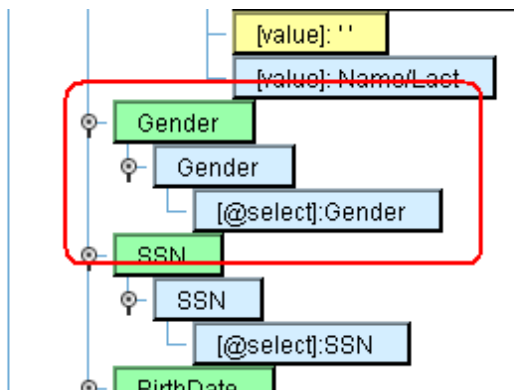 [value]: ' '
[value]: Name/Last
Gender
Gender
[@select]:Gender
SSN
SSN
[@select]:SSN
BirthDate